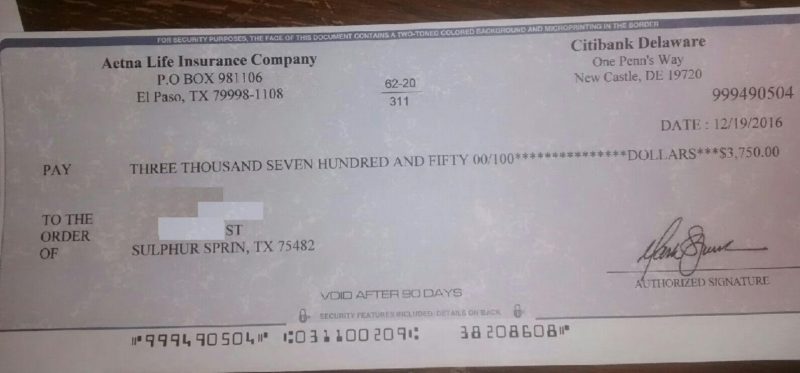 FOR SECURITY PURPOSES, THE FACE OF THIS DOCUMENT CONTAINS A TWO-TONED COLORED BACKGROUND AND MICROPRINTING IN THE BORDER
Aetna Life Insurance Company
P.O BOX 981106
El Paso, TX 79998-1108
62-20
311
Citibank Delaware
One Penn's Way
New Castle, DE 19720
999490504
DATE : 12/19/2016
PAY THREE THOUSAND SEVEN HUNDRED AND FIFTY 00/100***************DOLLARS***$3,750.00
TO THE
ORDER
OF
ST
SULPHUR SPRIN, TX 75482
AUTHORIZED SIGNATURE
VOID AFTER 90 DAYS
SECURITY FEATURES INCLUDED. DETAILS ON BACK
⑈999490504⑈ ⑆031100209⑆ 38208608⑈